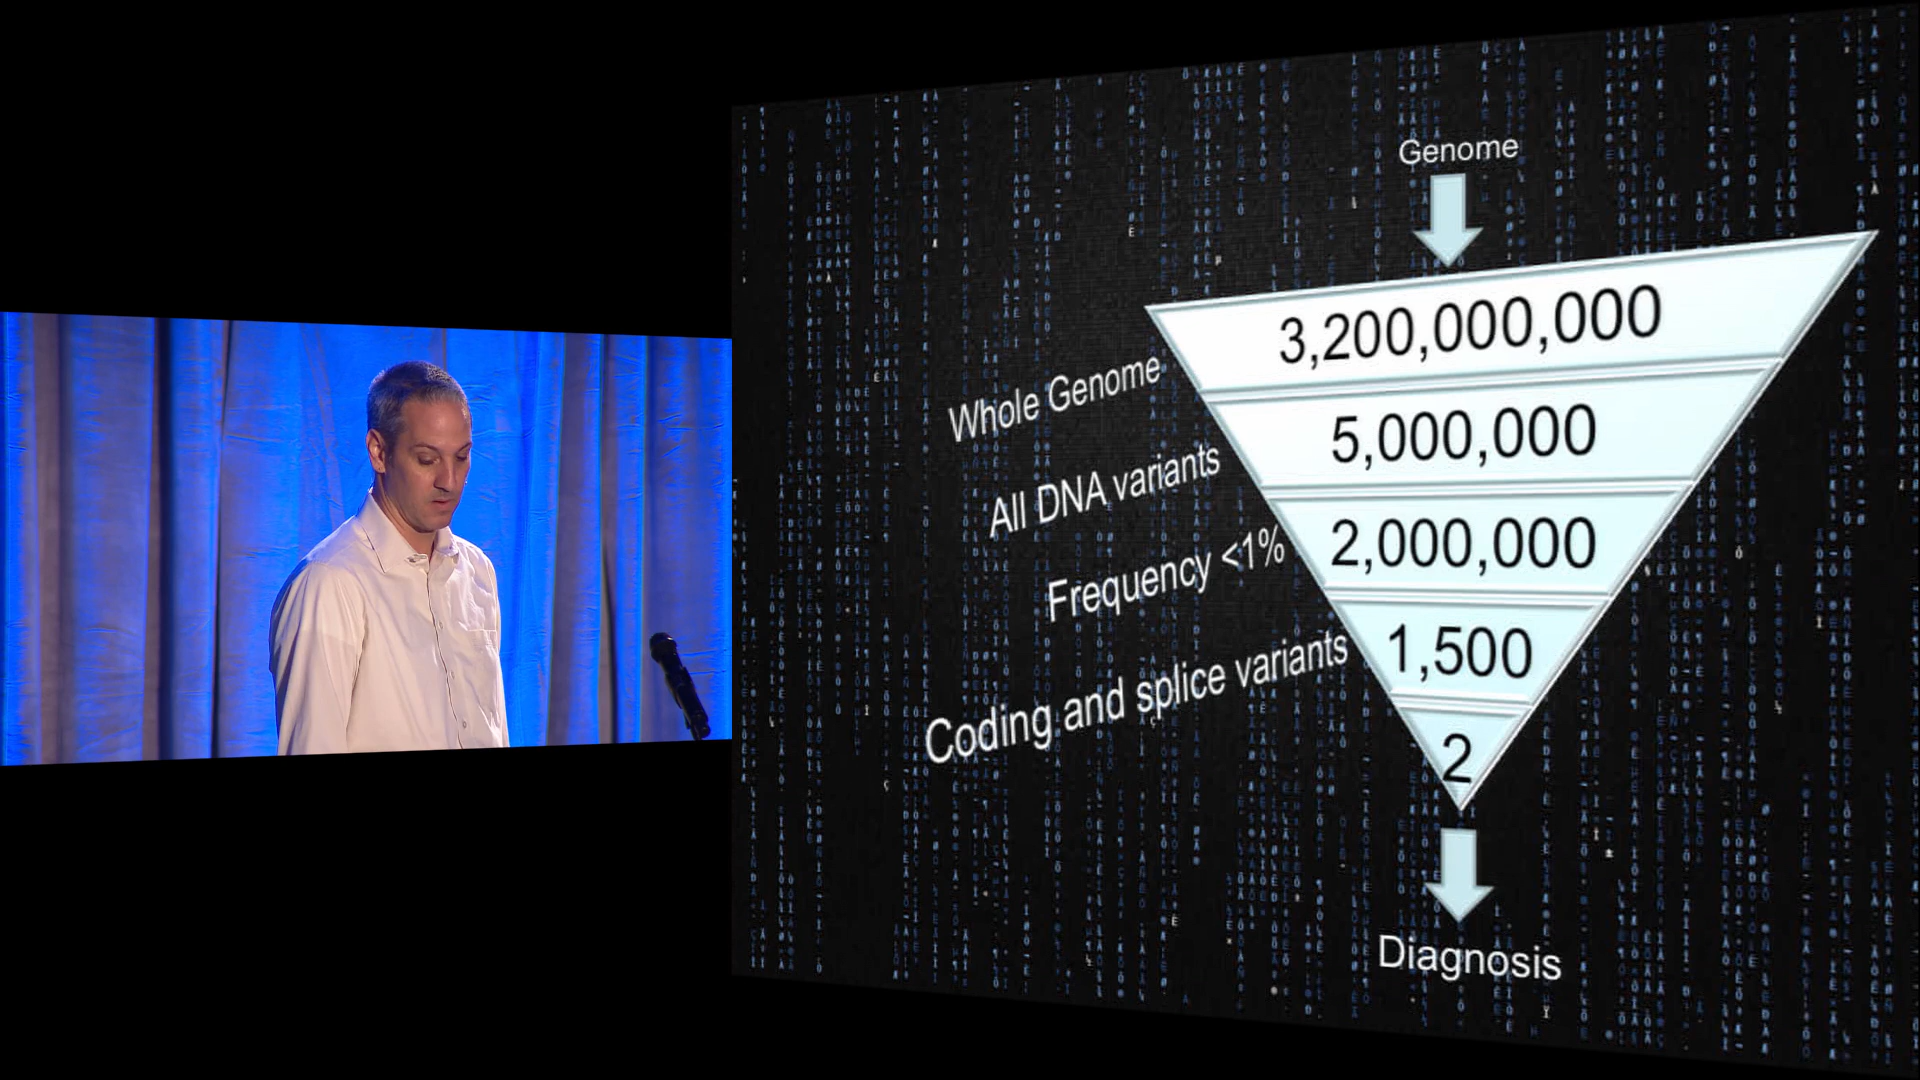 Genome
Whole Genome
3,200,000,000
All DNA variants
5,000,000
Frequency <1%
2,000,000
Coding and splice variants
1,500
2
Diagnosis